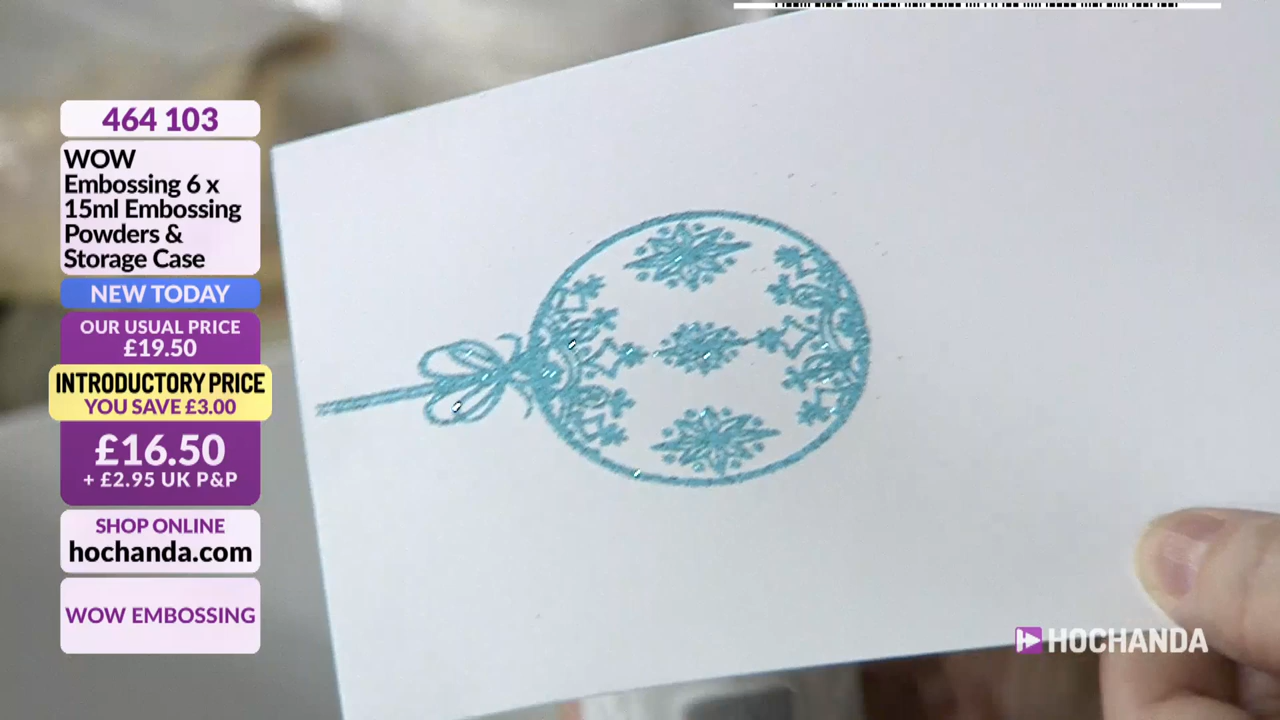 464 103
WOW
Embossing 6 x
15ml Embossing
Powders &
Storage Case
NEW TODAY
OUR USUAL PRICE
£19.50
INTRODUCTORY PRICE
YOU SAVE £3.00
£16.50
+ £2.95 UK P&P
SHOP ONLINE
hochanda.com
WOW EMBOSSING
HOCHANDA